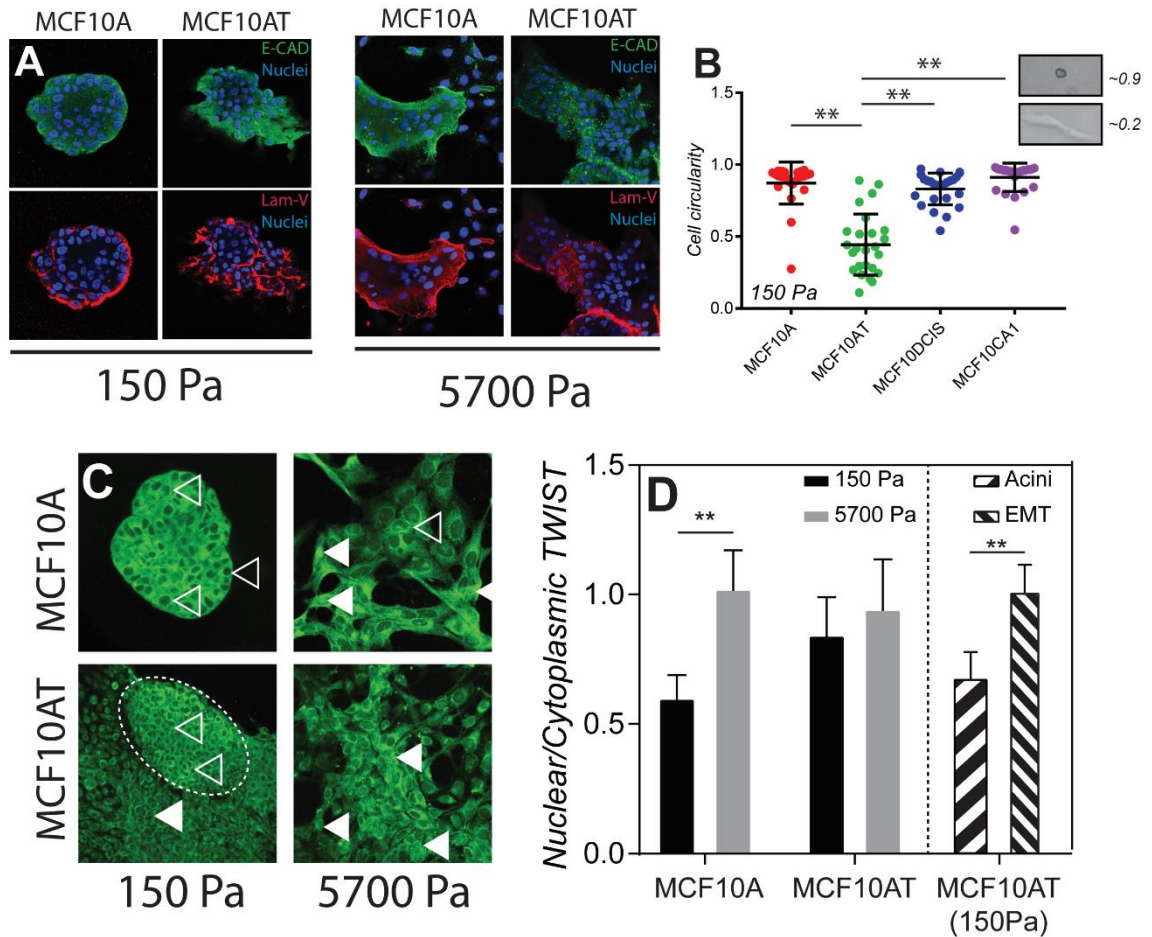 MCF10A MCF10AT
A
E-CAD
Nuclei
Lam-V
Nuclei
150 Pa
MCF10A MCF10AT
E-CAD
Nuclei
Lam-V
Nuclei
5700 Pa
B
**
**
**
~0.9
~0.2
Cell circularity
1.5
1.0
0.5
0.0
150 Pa
MCF10A
MCF10AT
MCF10DCIS
MCF10CA1
C
MCF10A
MCF10AT
150 Pa
5700 Pa
D
Nuclear/Cytoplasmic TWIST
1.5
1.0
0.5
0.0
150 Pa
5700 Pa
Acini
EMT
**
**
MCF10A
MCF10AT
MCF10AT
(150Pa)